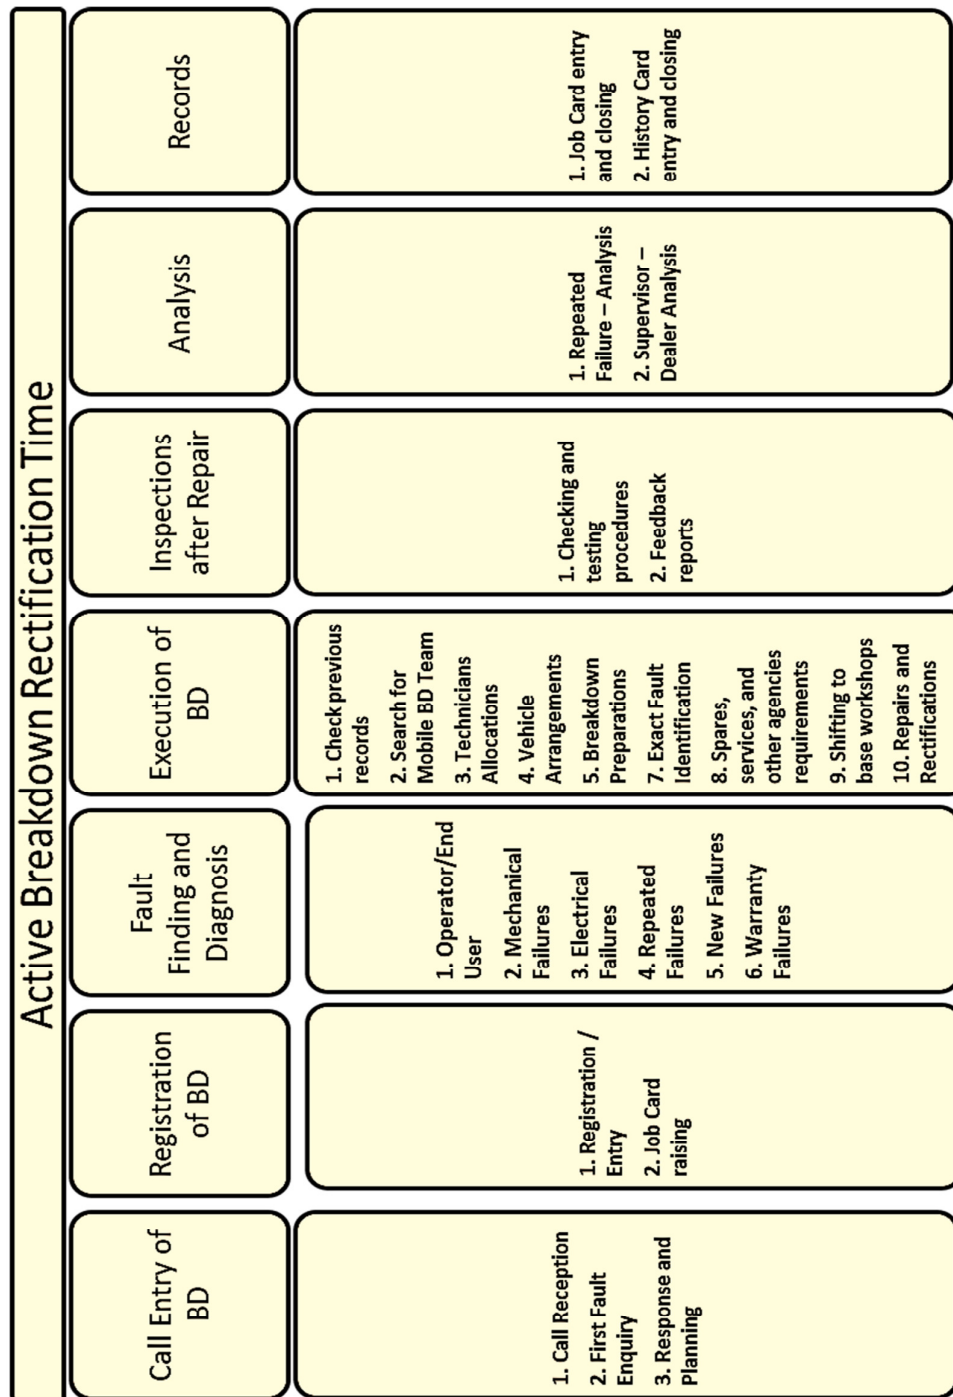 Active Breakdown Rectification Time
Call Entry of
BD
1. Call Reception
2. First Fault
Enquiry
3. Response and
Planning
Registration
of BD
1. Registration /
Entry
2. Job Card
raising
Fault
Finding and
Diagnosis
1. Operator/End
User
2. Mechanical
Failures
3. Electrical
Failures
4. Repeated
Failures
5. New Failures
6. Warranty
Failures
Execution of
BD
1. Check previous
records
2. Search for
Mobile BD Team
3. Technicians
Allocations
4. Vehicle
Arrangements
5. Breakdown
Preparations
7. Exact Fault
Identification
8. Spares,
services, and
other agencies
requirements
9. Shifting to
base workshops
10. Repairs and
Rectifications
Inspections
after Repair
1. Checking and
testing
procedures
2. Feedback
reports
Analysis
1. Repeated
Failure – Analysis
2. Supervisor –
Dealer Analysis
Records
1. Job Card entry
and closing
2. History Card
entry and closing